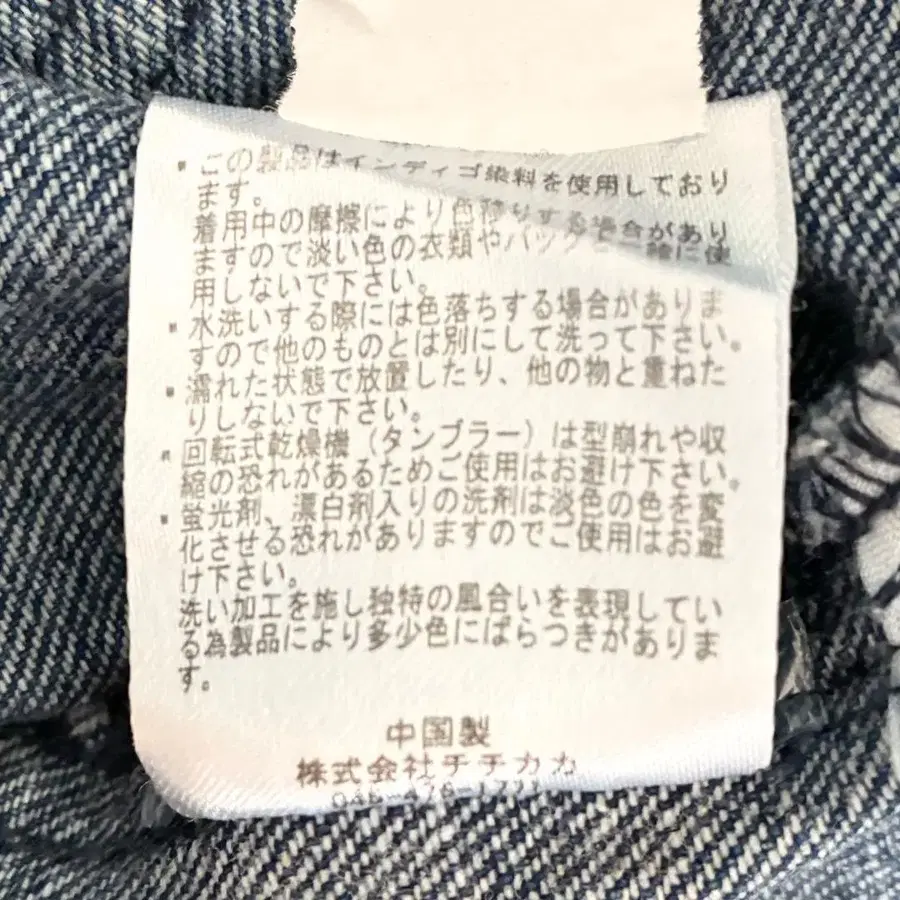 ・この製品はインディゴ染料を使用しており
ます。
着用中の摩擦により色移りする場合があり
ますので淡い色の衣類やバッグと一緒に使
用しないで下さい。
・水洗いする際には色落ちする場合がありま
すので他のものとは別にして洗って下さい。
・濡れた状態で放置したり、他の物と重ねた
りしないで下さい。
・回転式乾燥機（タンブラー）は型崩れや収
縮の恐れがあるためご使用はお避け下さい。
・蛍光剤、漂白剤入りの洗剤は淡色の色を変
化させる恐れがありますのでご使用はお避
け下さい。
洗い加工を施し独特の風合いを表現してい
る為製品により多少色にばらつきがありま
す。
中国製
株式会社チチカカ